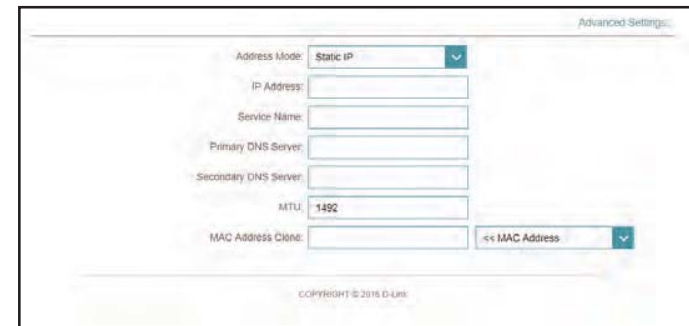 Advanced Settings...
Address Mode: Static IP
IP Address:
Service Name:
Primary DNS Server:
Secondary DNS Server:
MTU: 1492
MAC Address Clone: << MAC Address
COPYRIGHT © 2016 D-Link